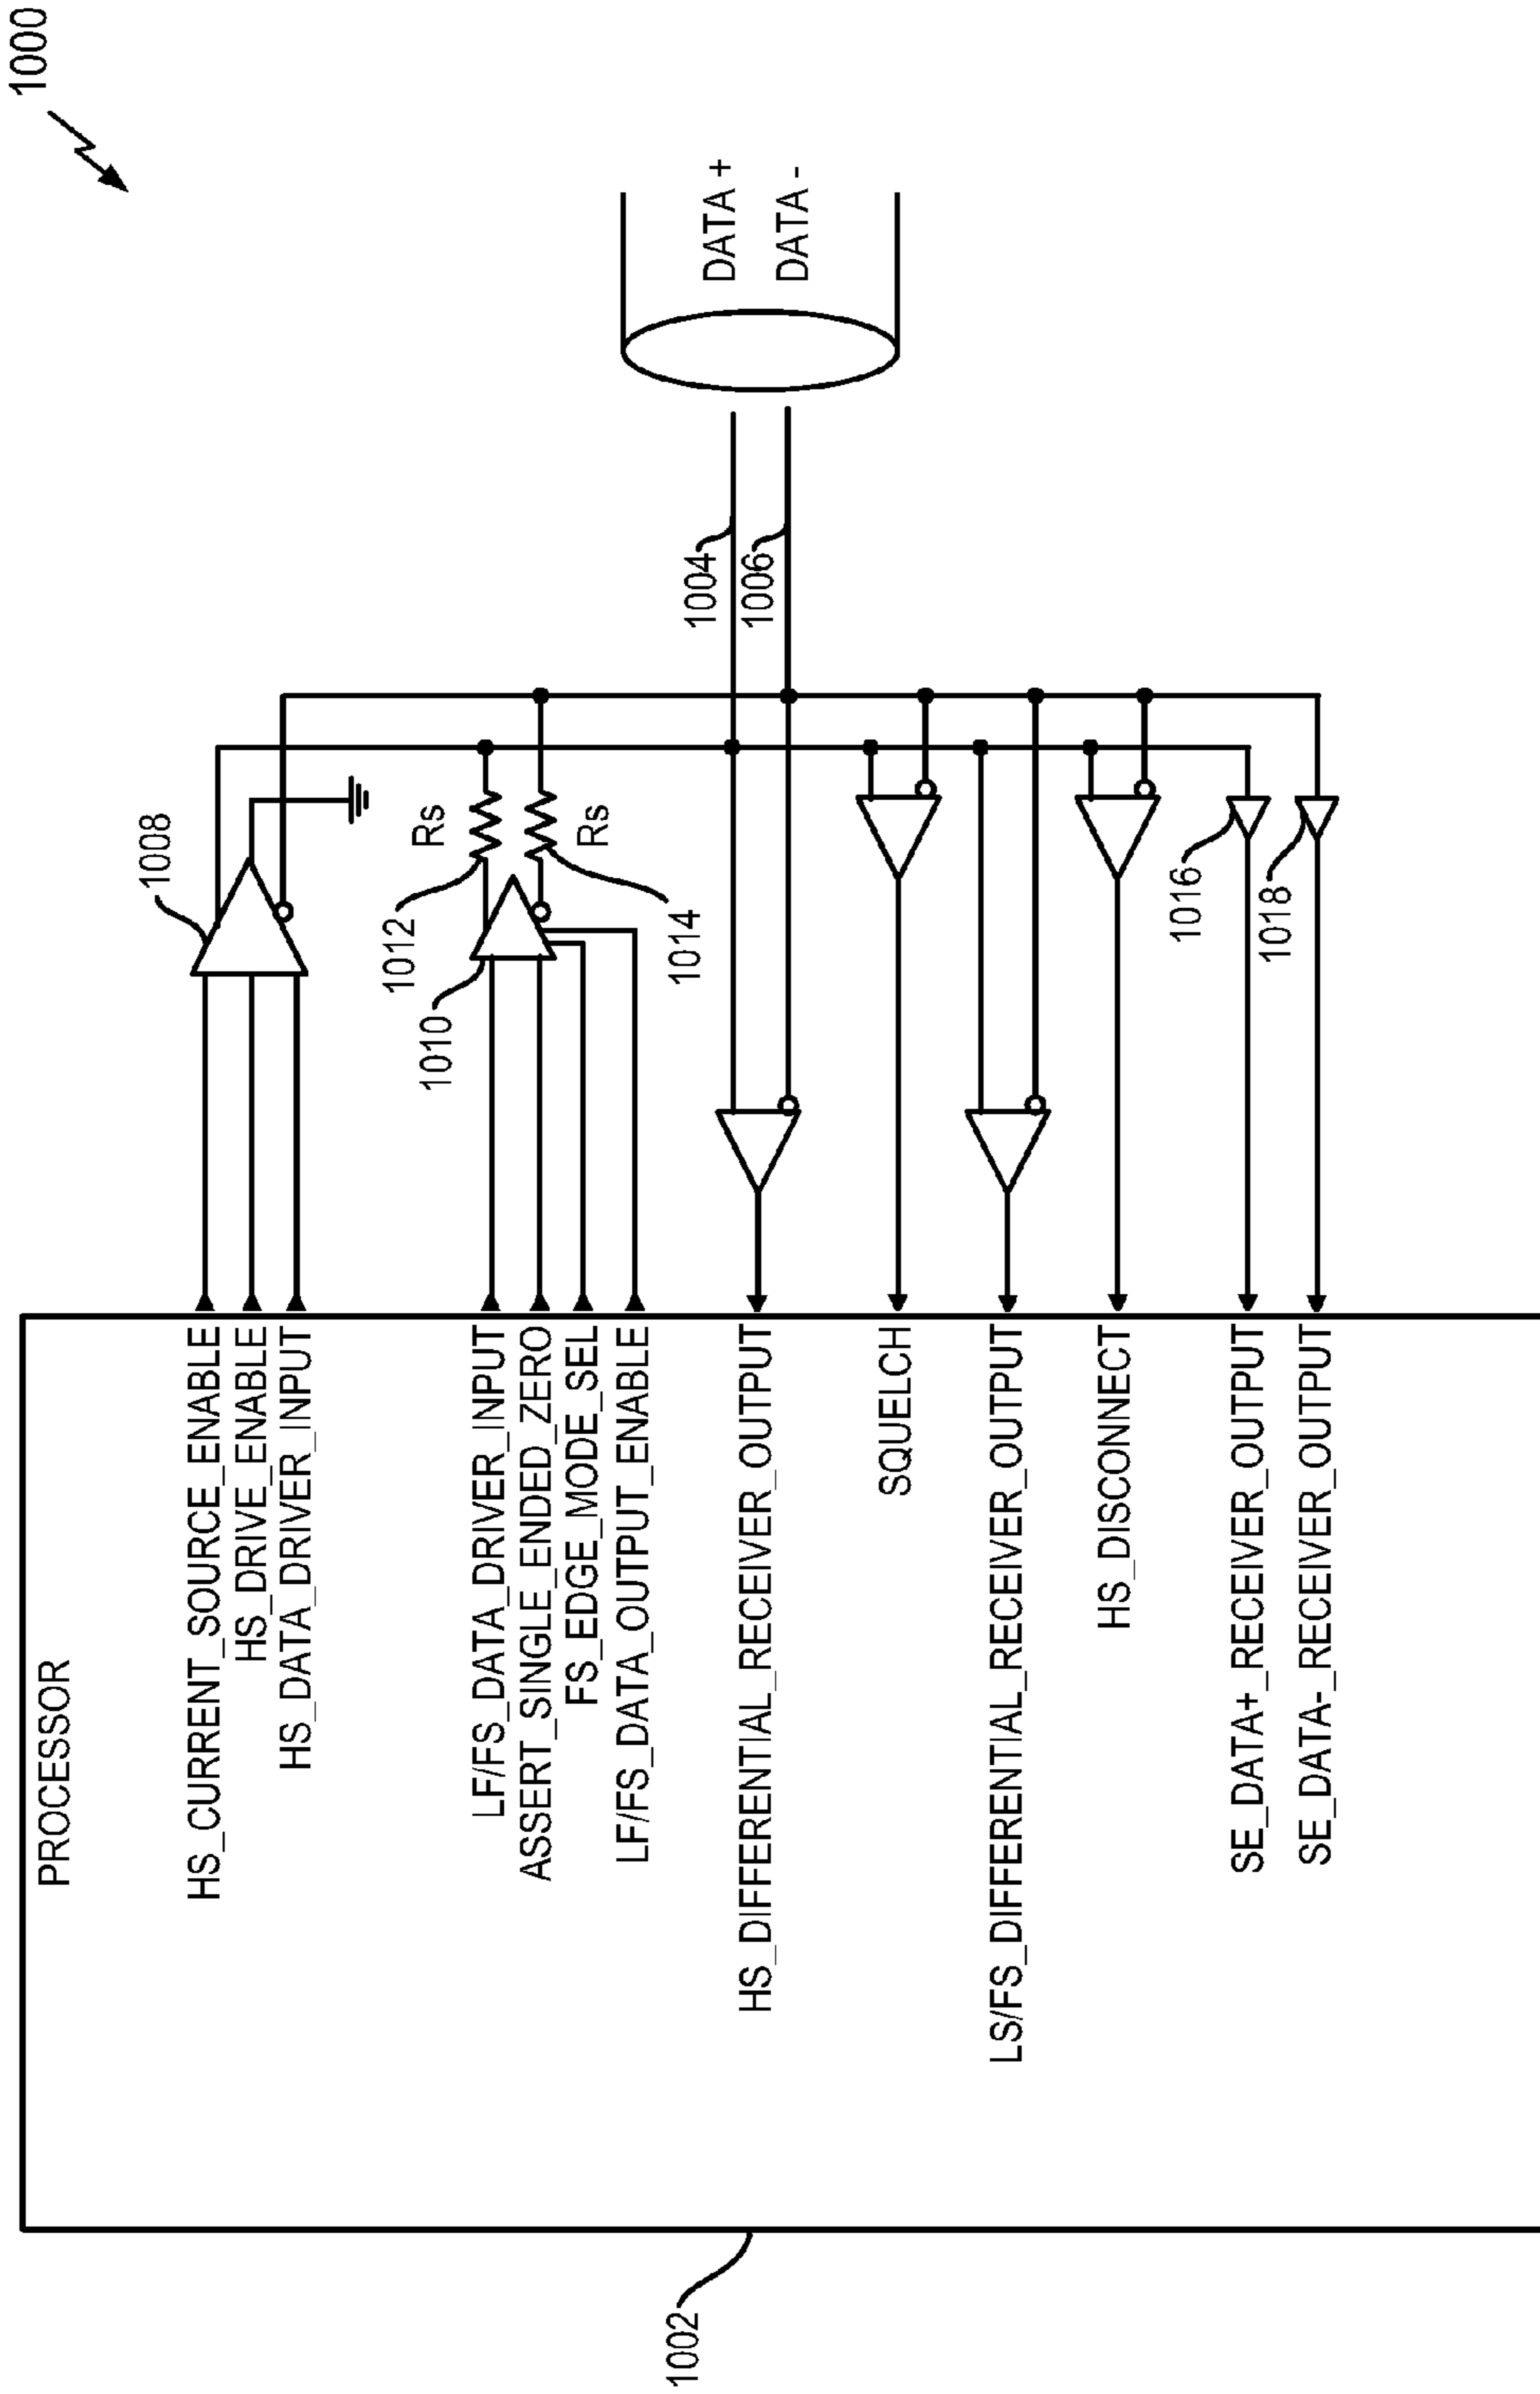 1000
PROCESSOR
HS_CURRENT_SOURCE_ENABLE
HS_DRIVE_ENABLE
HS_DATA_DRIVER_INPUT
1008
LF/FS_DATA_DRIVER_INPUT
ASSERT_SINGLE_ENDED_ZERO
FS_EDGE_MODE_SEL
LF/FS_DATA_OUTPUT_ENABLE
1010
1012
Rs
Rs
1014
HS_DIFFERENTIAL_RECEIVER_OUTPUT
1004
1006
DATA +
DATA -
SQUELCH
LS/FS_DIFFERENTIAL_RECEIVER_OUTPUT
HS_DISCONNECT
SE_DATA+_RECEIVER_OUTPUT
SE_DATA-_RECEIVER_OUTPUT
1016
1018
1002